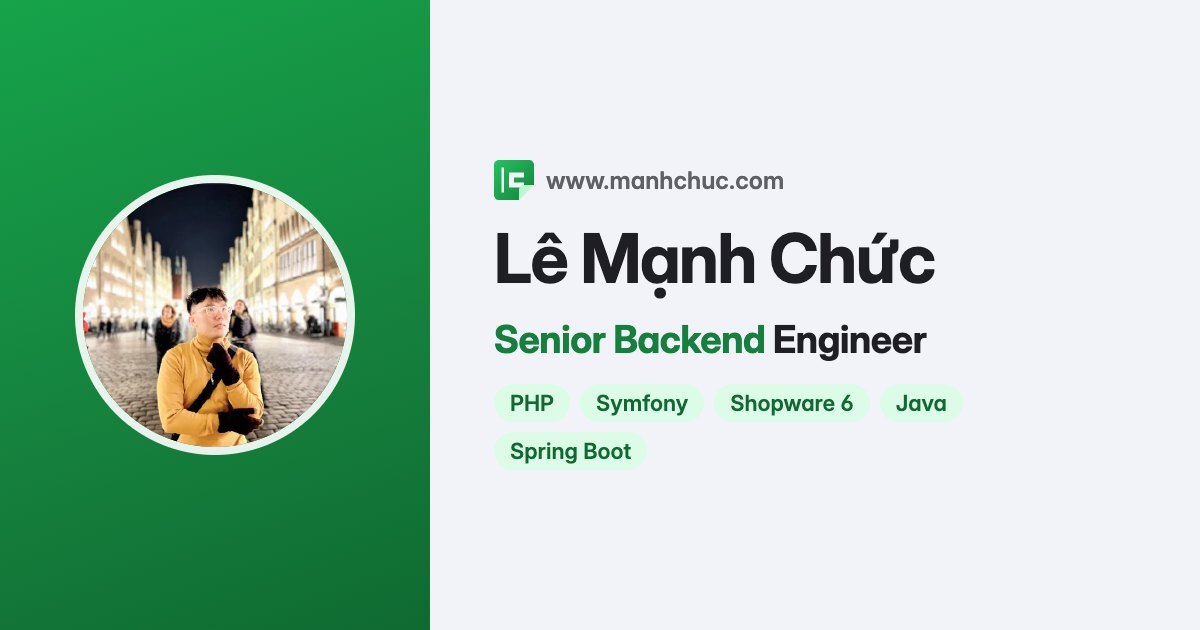 www.manhchuc.com
Lê Mạnh Chức
Senior Backend Engineer
PHP Symfony Shopware 6 Java
Spring Boot